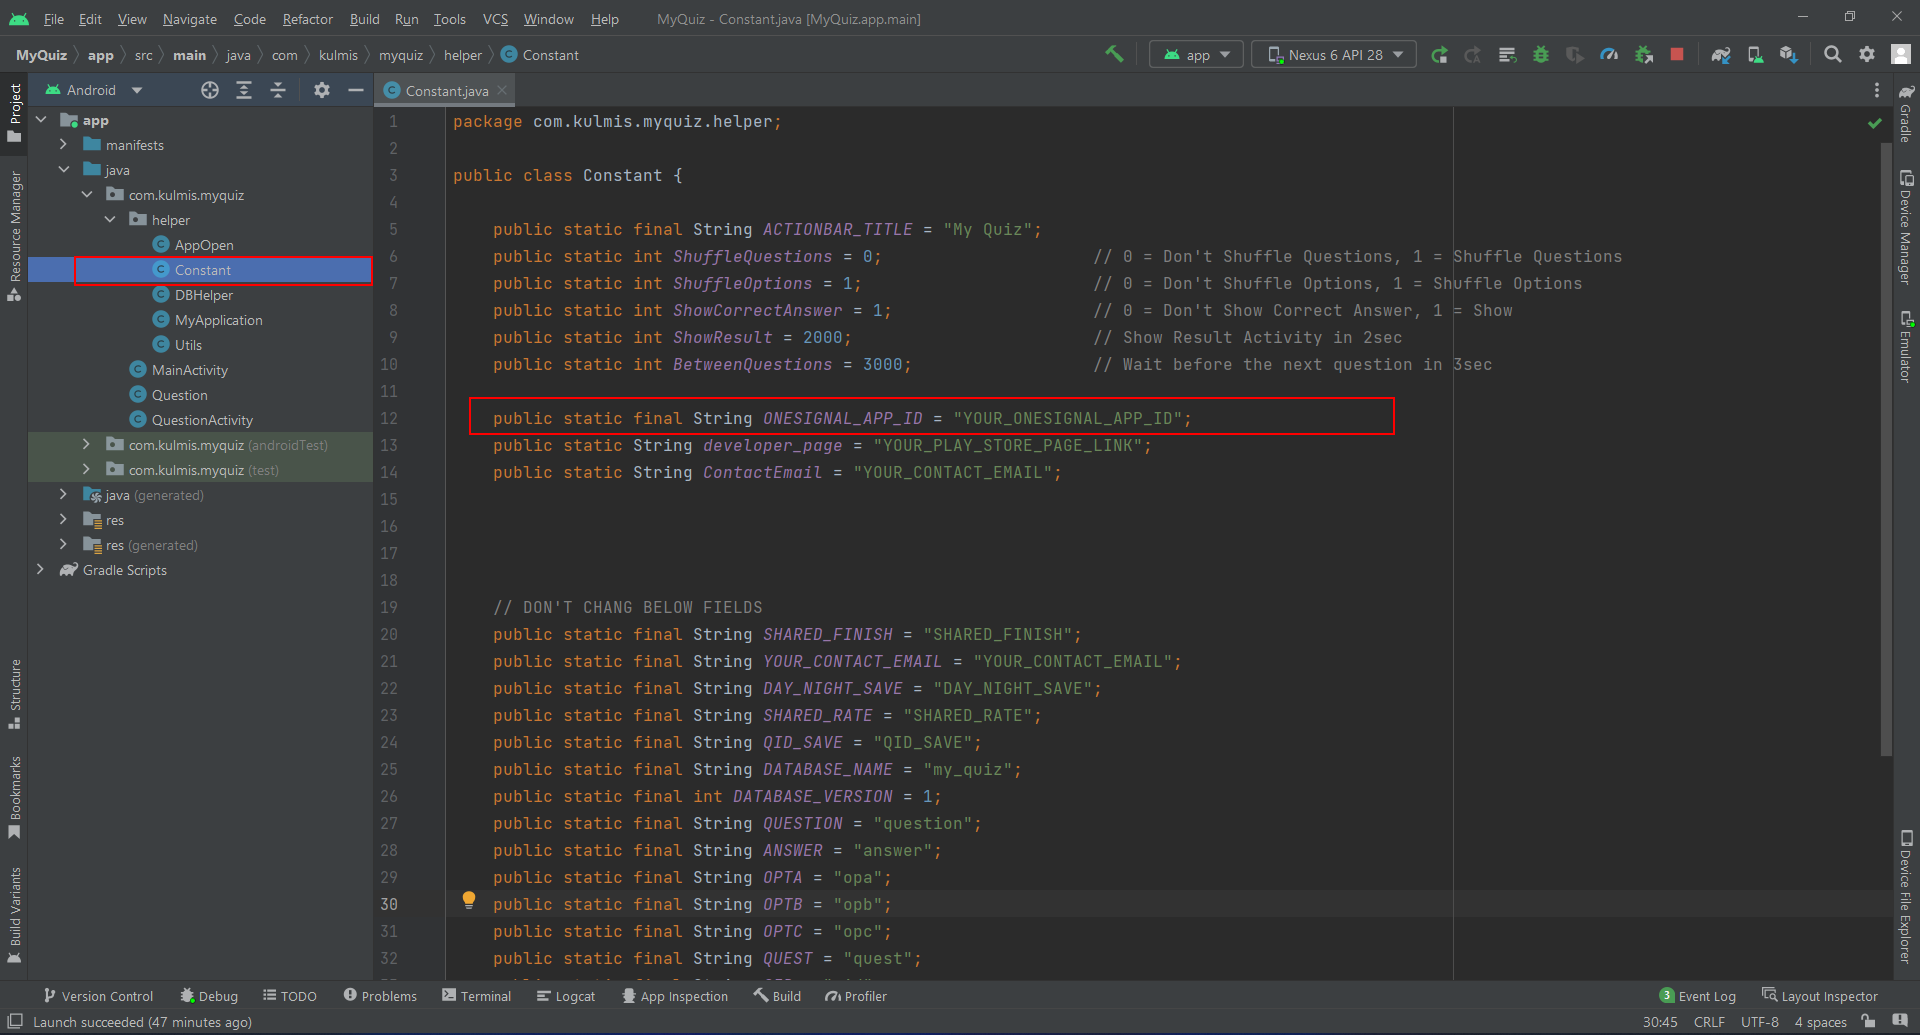 File Edit View Navigate Code Refactor Build Run Tools VCS Window Help MyQuiz - Constant.java [MyQuiz.app.main]
MyQuiz app src main java com kulmis myquiz helper Constant app Nexus 6 API 28
Project
Resource Manager
Structure
Bookmarks
Build Variants
Android
app
manifests
java
com.kulmis.myquiz
helper
AppOpen
Constant
DBHelper
MyApplication
Utils
MainActivity
Question
QuestionActivity
com.kulmis.myquiz (androidTest)
com.kulmis.myquiz (test)
java (generated)
res
res (generated)
Gradle Scripts
Constant.java
1 package com.kulmis.myquiz.helper;
2
3 public class Constant {
4
5 public static final String ACTIONBAR_TITLE = "My Quiz";
6 public static int ShuffleQuestions = 0; // 0 = Don't Shuffle Questions, 1 = Shuffle Questions
7 public static int ShuffleOptions = 1; // 0 = Don't Shuffle Options, 1 = Shuffle Options
8 public static int ShowCorrectAnswer = 1; // 0 = Don't Show Correct Answer, 1 = Show
9 public static int ShowResult = 2000; // Show Result Activity in 2sec
10 public static int BetweenQuestions = 3000; // Wait before the next question in 3sec
11
12 public static final String ONESIGNAL_APP_ID = "YOUR_ONESIGNAL_APP_ID";
13 public static String developer_page = "YOUR_PLAY_STORE_PAGE_LINK";
14 public static String ContactEmail = "YOUR_CONTACT_EMAIL";
15
16
17
18
19 // DON'T CHANG BELOW FIELDS
20 public static final String SHARED_FINISH = "SHARED_FINISH";
21 public static final String YOUR_CONTACT_EMAIL = "YOUR_CONTACT_EMAIL";
22 public static final String DAY_NIGHT_SAVE = "DAY_NIGHT_SAVE";
23 public static final String SHARED_RATE = "SHARED_RATE";
24 public static final String QID_SAVE = "QID_SAVE";
25 public static final String DATABASE_NAME = "my_quiz";
26 public static final int DATABASE_VERSION = 1;
27 public static final String QUESTION = "question";
28 public static final String ANSWER = "answer";
29 public static final String OPTA = "opa";
30 public static final String OPTB = "opb";
31 public static final String OPTC = "opc";
32 public static final String QUEST = "quest";
Gradle
Device Manager
Emulator
Device File Explorer
Version Control Debug TODO Problems Terminal Logcat App Inspection Build Profiler 3 Event Log Layout Inspector
Launch succeeded (47 minutes ago) 30:45 CRLF UTF-8 4 spaces